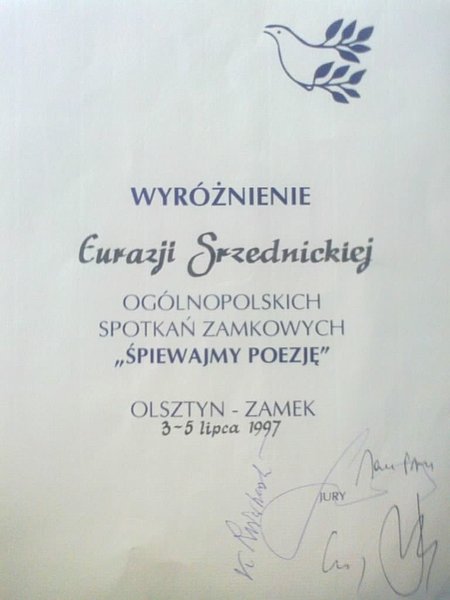 WYRÓŻNIENIE
Eurazji Srzednickiej
OGÓLNOPOLSKICH
SPOTKAŃ ZAMKOWYCH
„ŚPIEWAJMY POEZJĘ”
OLSZTYN - ZAMEK
3-5 lipca 1997
JURY